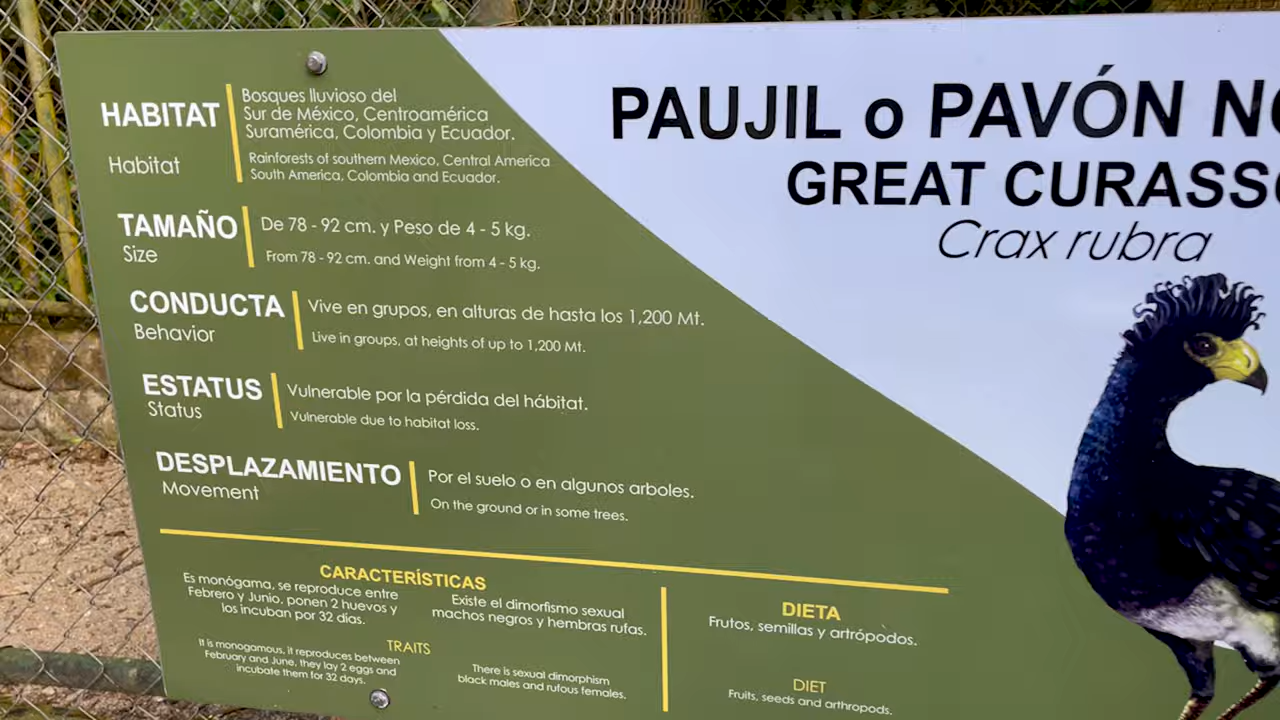 PAUJIL o PAVÓN
GREAT
Crax rubra
HABITAT
Bosques lluvioso del
Sur de México, Centroamérica
Suramérica, Colombia y Ecuador.
Habitat
Rainforests of southern Mexico, Central America
South America, Colombia and Ecuador.
TAMAÑO
De 78 - 92 cm. y Peso de 4 - 5 kg.
Size
From 78 - 92 cm. and Weight from 4 - 5 kg.
CONDUCTA
Vive en grupos, en alturas de hasta los 1,200 Mt.
Behavior
Live in groups, at heights of up to 1,200 Mt.
ESTATUS
Vulnerable por la pérdida del hábitat.
Status
Vulnerable due to habitat loss.
DESPLAZAMIENTO
Por el suelo o en algunos arboles.
Movement
On the ground or in some trees.
CARACTERÍSTICAS
Es monógama, se reproduce entre
Febrero y Junio, ponen 2 huevos y
los incuban por 32 días.
Existe el dimorfismo sexual
machos negros y hembras rufas.
TRAITS
It is monogamous, it reproduces between
February and June, they lay 2 eggs and
incubate them for 32 days.
There is sexual dimorphism
black males and rufous females.
DIETA
Frutos, semillas y artrópodos.
DIET
Fruits, seeds and arthropods.